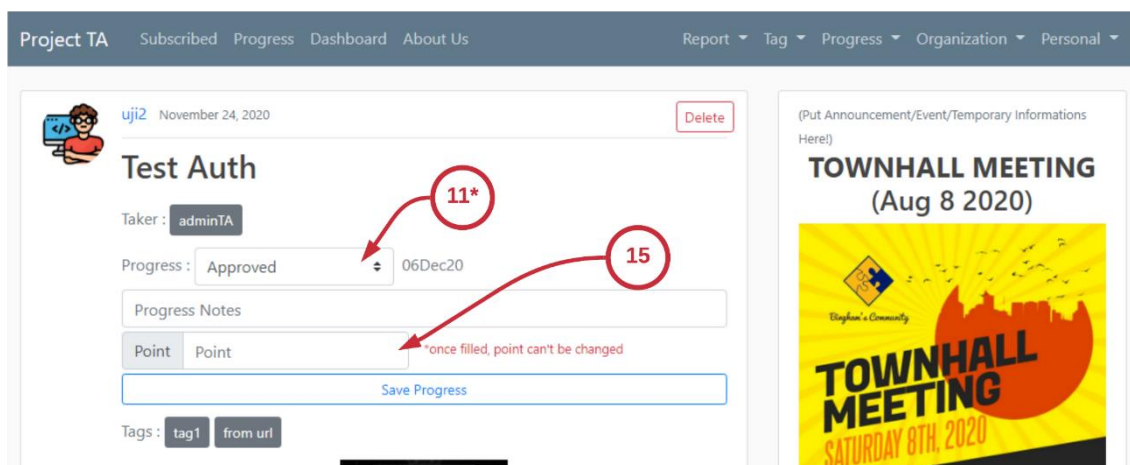 Project TA Subscribed Progress Dashboard About Us Report Tag Progress Organization Personal
uji2 November 24, 2020 Delete
Test Auth
Taker : adminTA
11*
Progress : Approved 06Dec20
15
Progress Notes
Point Point *once filled, point can't be changed
Save Progress
Tags : tag1 from url
(Put Announcement/Event/Temporary Informations
Here!)
TOWNHALL MEETING
(Aug 8 2020)
Bingham's Community
TOWNHALL
MEETING
SATURDAY 8TH, 2020